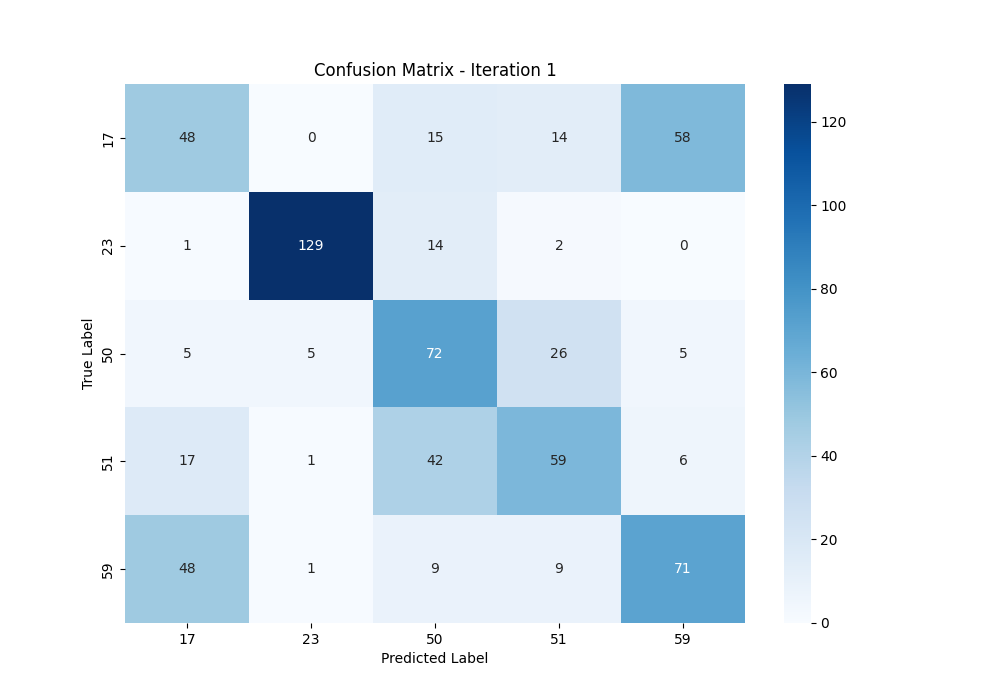 Confusion Matrix - Iteration 1
17 48 0 15 14 58
23 1 129 14 2 0
50 5 5 72 26 5
51 17 1 42 59 6
59 48 1 9 9 71
17 23 50 51 59
Predicted Label
True Label
120
100
80
60
40
20
0